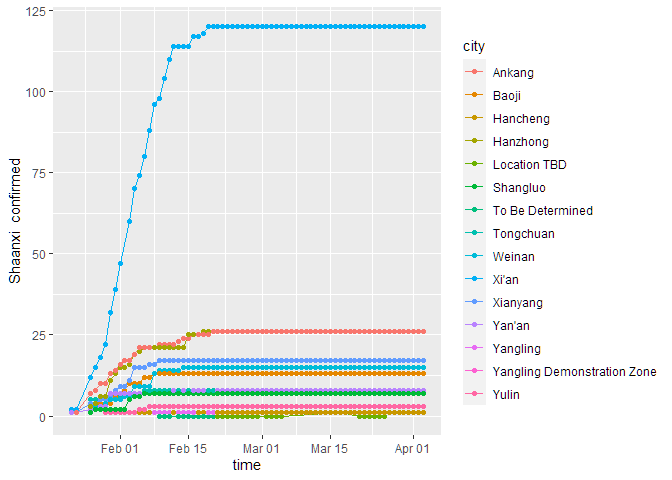 Shaanxi confirmed
125
100
75
50
25
0
Feb 01
Feb 15
Mar 01
Mar 15
Apr 01
time
city
Ankang
Baoji
Hancheng
Hanzhong
Location TBD
Shangluo
To Be Determined
Tongchuan
Weinan
Xi'an
Xianyang
Yan'an
Yangling
Yangling Demonstration Zone
Yulin